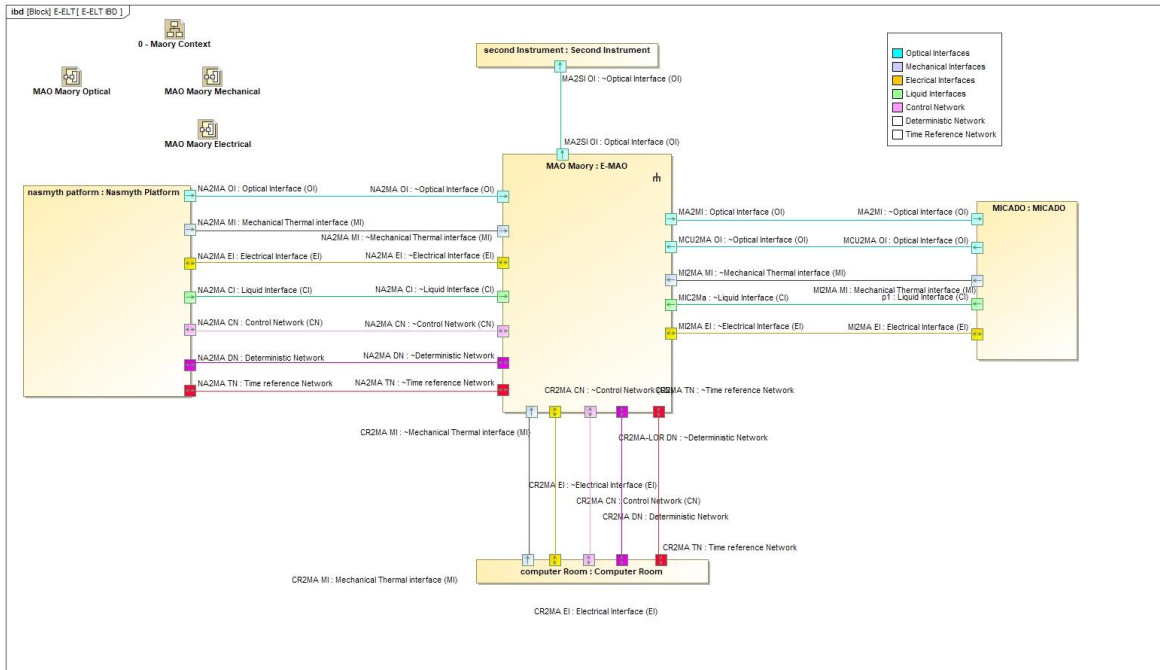 ibd [Block] E-ELT [ E-ELT IBD ]
0 - Maory Context
MAO Maory Optical
MAO Maory Mechanical
MAO Maory Electrical
second Instrument : Second Instrument
MA2SI OI : ~Optical Interface (OI)
MA2SI OI : Optical Interface (OI)
Optical Interfaces
Mechanical Interfaces
Elecrical Interfaces
Liquid Interfaces
Control Network
Deterministic Network
Time Reference Network
MAO Maory : E-MAO
nasmyth patform : Nasmyth Platform
NA2MA OI : Optical Interface (OI)
NA2MA OI : ~Optical Interface (OI)
NA2MA MI : Mechanical Thermal interface (MI)
NA2MA MI : ~Mechanical Thermal interface (MI)
NA2MA EI : Electrical Interface (EI)
NA2MA EI : ~Electrical Interface (EI)
NA2MA CI : Liquid Interface (CI)
NA2MA CI : ~Liquid Interface (CI)
NA2MA CN : Control Network (CN)
NA2MA CN : ~Control Network (CN)
NA2MA DN : Deterministic Network
NA2MA DN : ~Deterministic Network
NA2MA TN : Time reference Network
NA2MA TN : ~Time reference Network
MICADO : MICADO
MA2MI : Optical Interface (OI)
MA2MI : ~Optical Interface (OI)
MCU2MA OI : ~Optical Interface (OI)
MCU2MA OI : Optical Interface (OI)
MI2MA MI : ~Mechanical Thermal interface (MI)
MI2MA MI : Mechanical Thermal interface (MI)
MIC2Ma : ~Liquid Interface (CI)
p1 : Liquid Interface (CI)
MI2MA EI : ~Electrical Interface (EI)
MI2MA EI : Electrical Interface (EI)
CR2MA CN : ~Control Network (CN)
CR2MA TN : ~Time reference Network
CR2MA MI : ~Mechanical Thermal interface (MI)
CR2MA-LOR DN : ~Deterministic Network
CR2MA EI : ~Electrical Interface (EI)
CR2MA CN : Control Network (CN)
CR2MA DN : Deterministic Network
CR2MA TN : Time reference Network
computer Room : Computer Room
CR2MA MI : Mechanical Thermal interface (MI)
CR2MA EI : Electrical Interface (EI)